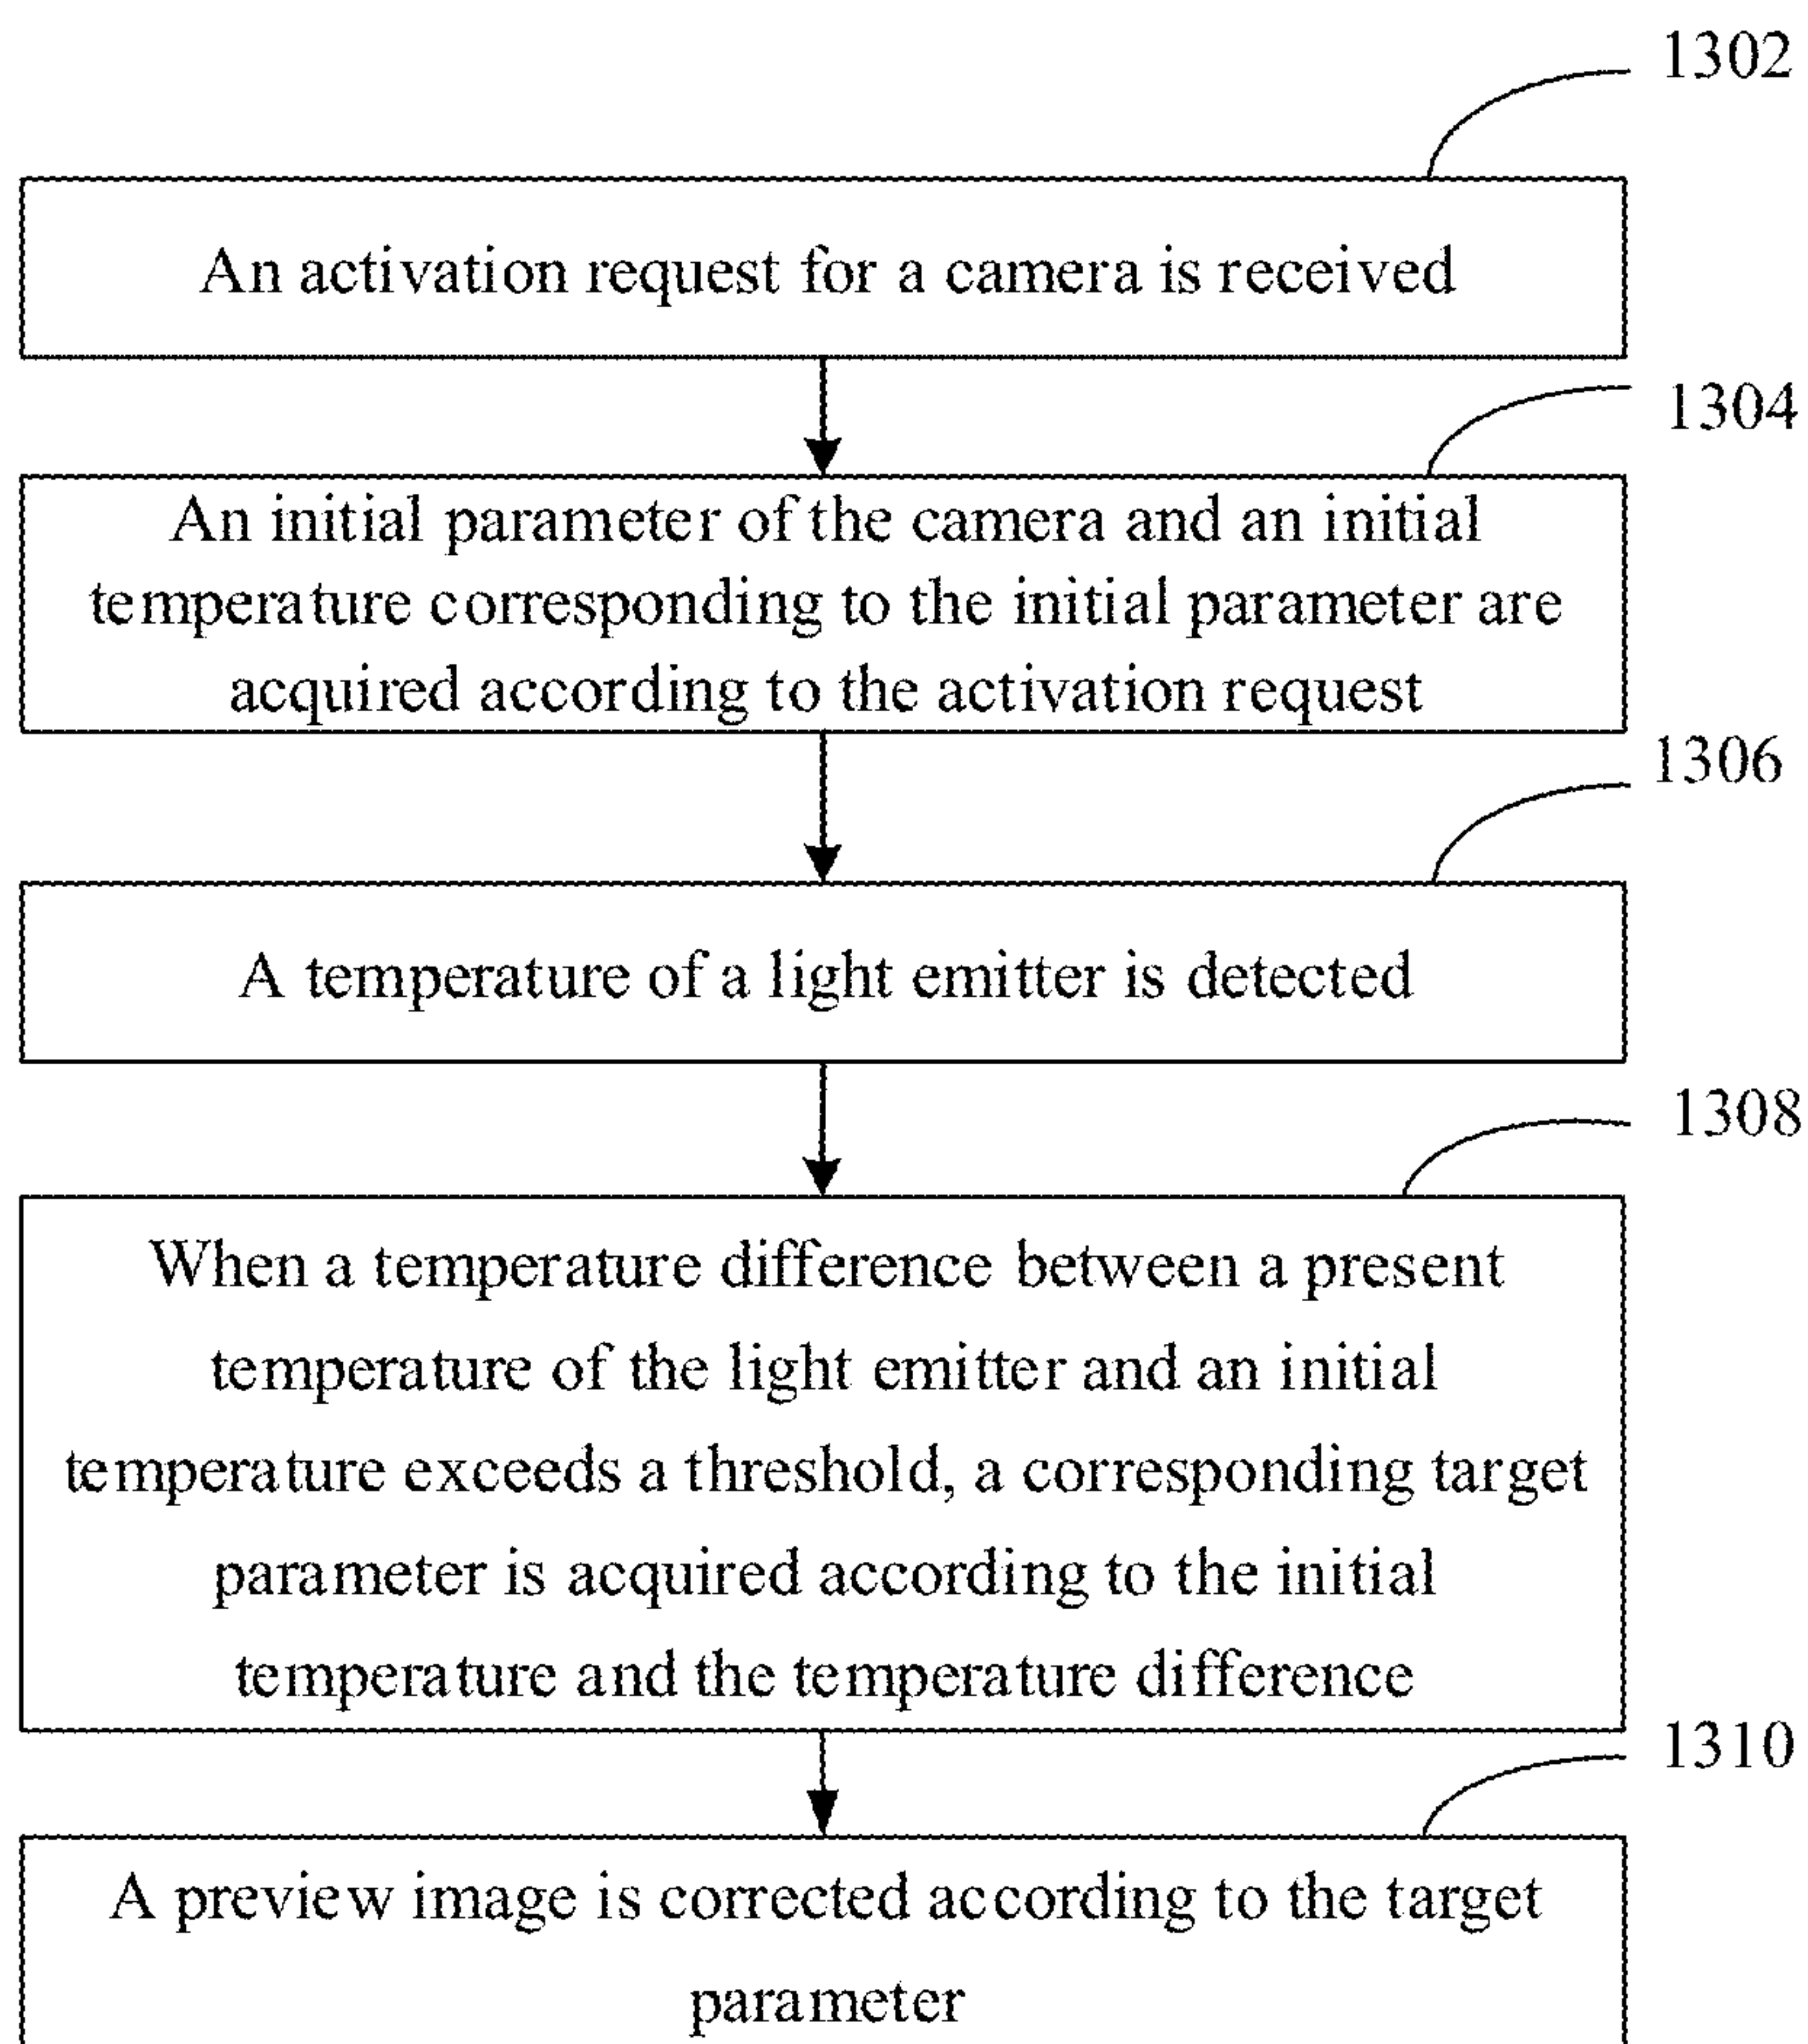 1302
An activation request for a camera is received
1304
An initial parameter of the camera and an initial
temperature corresponding to the initial parameter are
acquired according to the activation request
1306
A temperature of a light emitter is detected
1308
When a temperature difference between a present
temperature of the light emitter and an initial
temperature exceeds a threshold, a corresponding target
parameter is acquired according to the initial
temperature and the temperature difference
1310
A preview image is corrected according to the target
parameter